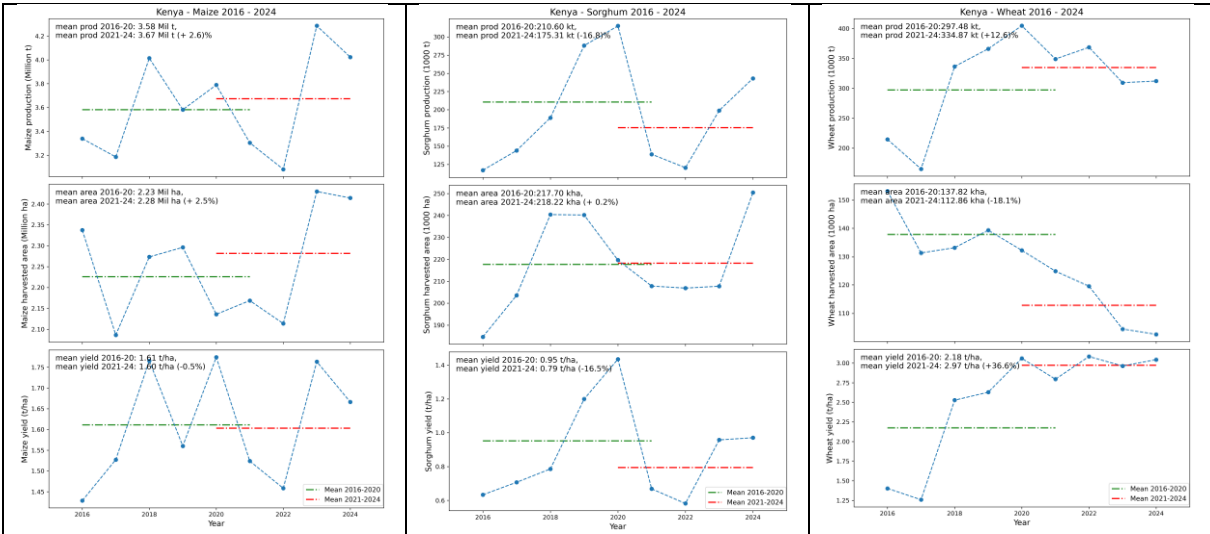 Kenya - Maize 2016 - 2024
mean prod 2016-20: 3.58 Mil t,
mean prod 2021-24: 3.67 Mil t (+ 2.6)%
Maize production (Million t)
4.2
4.0
3.8
3.6
3.4
3.2
mean area 2016-20: 2.23 Mil ha,
mean area 2021-24: 2.28 Mil ha (+ 2.5%)
Maize harvested area (Million ha)
2.40
2.35
2.30
2.25
2.20
2.15
2.10
mean yield 2016-20: 1.61 t/ha,
mean yield 2021-24: 1.60 t/ha (-0.5%)
Maize yield (t/ha)
1.75
1.70
1.65
1.60
1.55
1.50
1.45
Mean 2016-2020
Mean 2021-2024
2016
2018
2020
2022
2024
Year
Kenya - Sorghum 2016 - 2024
mean prod 2016-20:210.60 kt,
mean prod 2021-24:175.31 kt (-16.8)%
Sorghum production (1000 t)
300
275
250
225
200
175
150
125
mean area 2016-20:217.70 kha,
mean area 2021-24:218.22 kha (+ 0.2%)
Sorghum harvested area (1000 ha)
250
240
230
220
210
200
190
mean yield 2016-20: 0.95 t/ha,
mean yield 2021-24: 0.79 t/ha (-16.5%)
Sorghum yield (t/ha)
1.4
1.2
1.0
0.8
0.6
Mean 2016-2020
Mean 2021-2024
2016
2018
2020
2022
2024
Year
Kenya - Wheat 2016 - 2024
mean prod 2016-20:297.48 kt,
mean prod 2021-24:334.87 kt (+12.6)%
Wheat production (1000 t)
400
350
300
250
200
mean area 2016-20:137.82 kha,
mean area 2021-24:112.86 kha (-18.1%)
Wheat harvested area (1000 ha)
150
140
130
120
110
mean yield 2016-20: 2.18 t/ha,
mean yield 2021-24: 2.97 t/ha (+36.6%)
Wheat yield (t/ha)
3.00
2.75
2.50
2.25
2.00
1.75
1.50
1.25
Mean 2016-2020
Mean 2021-2024
2016
2018
2020
2022
2024
Year